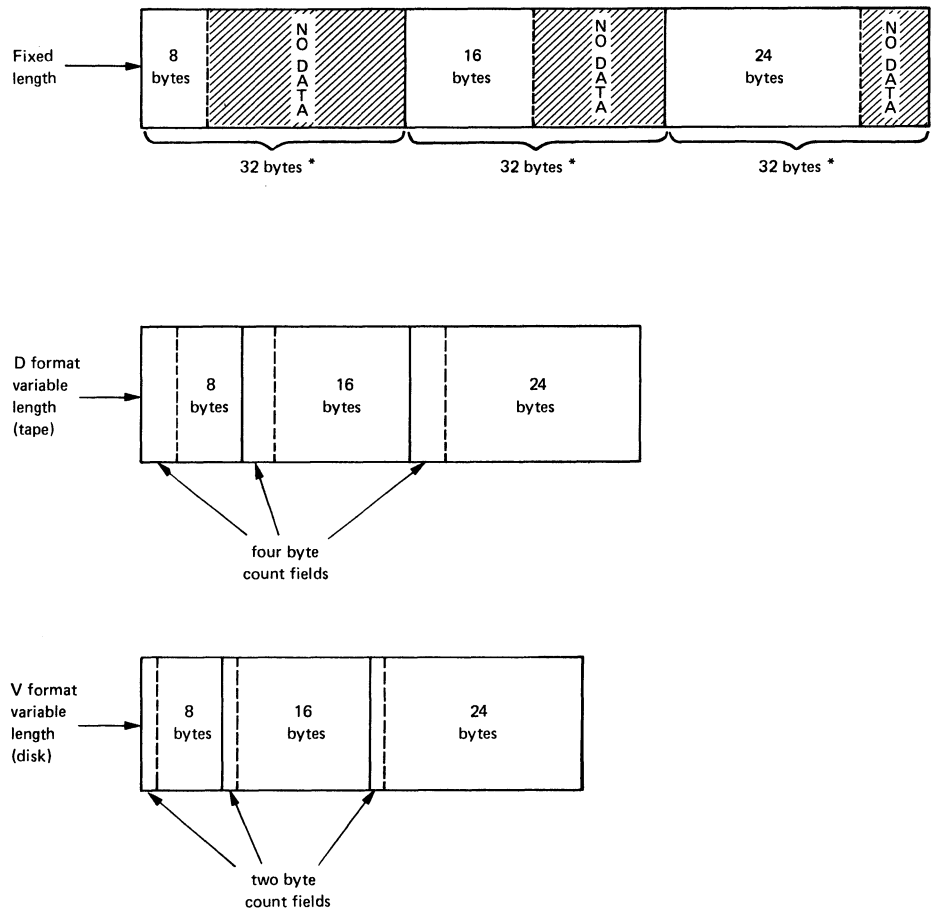 Fixed
length
8
bytes
NO DATA
16
bytes
NO DATA
24
bytes
NO DATA
32 bytes *
32 bytes *
32 bytes *
D format
variable
length
(tape)
8
bytes
16
bytes
24
bytes
four byte
count fields
V format
variable
length
(disk)
8
bytes
16
bytes
24
bytes
two byte
count fields